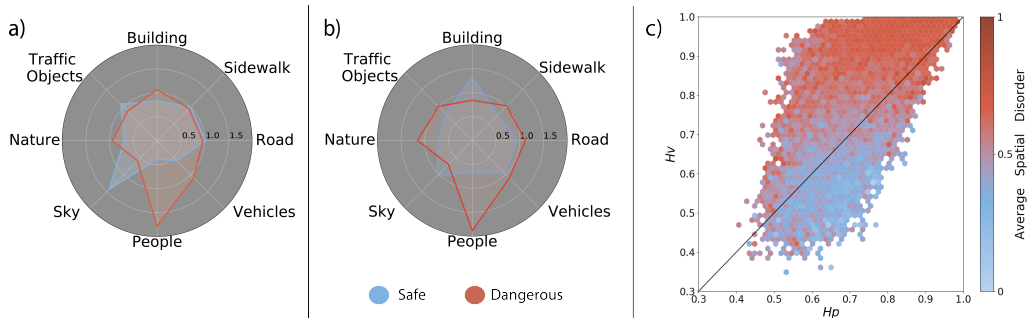 a)
Building
Traffic
Objects
Sidewalk
Nature
0.5 1.0 1.5
Road
Sky
Vehicles
People
b)
Building
Traffic
Objects
Sidewalk
Nature
0.5 1.0 1.5
Road
Sky
Vehicles
People
Safe
Dangerous
c)
1.0
0.9
0.8
0.7
0.6
0.5
0.4
0.3
Hv
0.3 0.4 0.5 0.6 0.7 0.8 0.9 1.0
Hp
1
0.5
0
Average Spatial Disorder